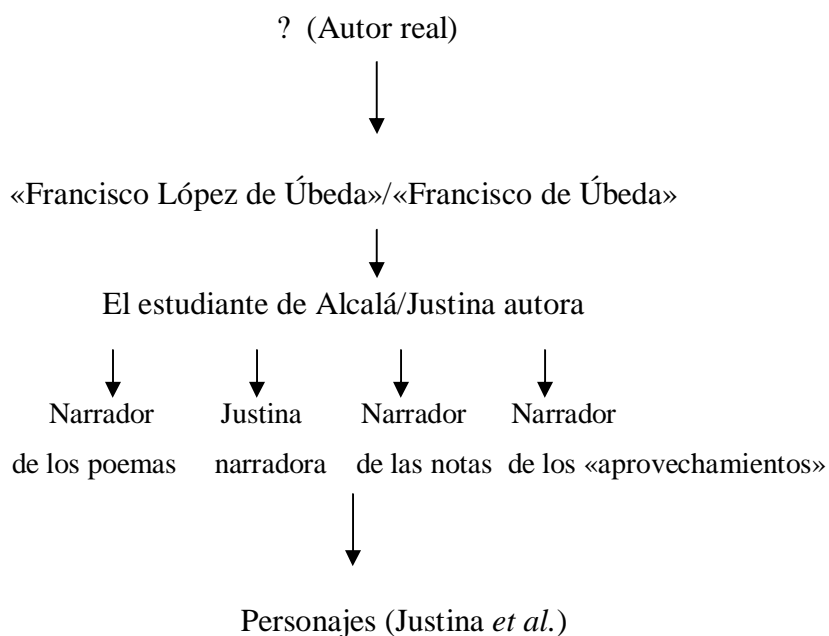 ? (Autor real)
«Francisco López de Úbeda»/«Francisco de Úbeda»
El estudiante de Alcalá/Justina autora
Narrador Justina Narrador Narrador
de los poemas narradora de las notas de los «aprovechamientos»
Personajes (Justina et al.)